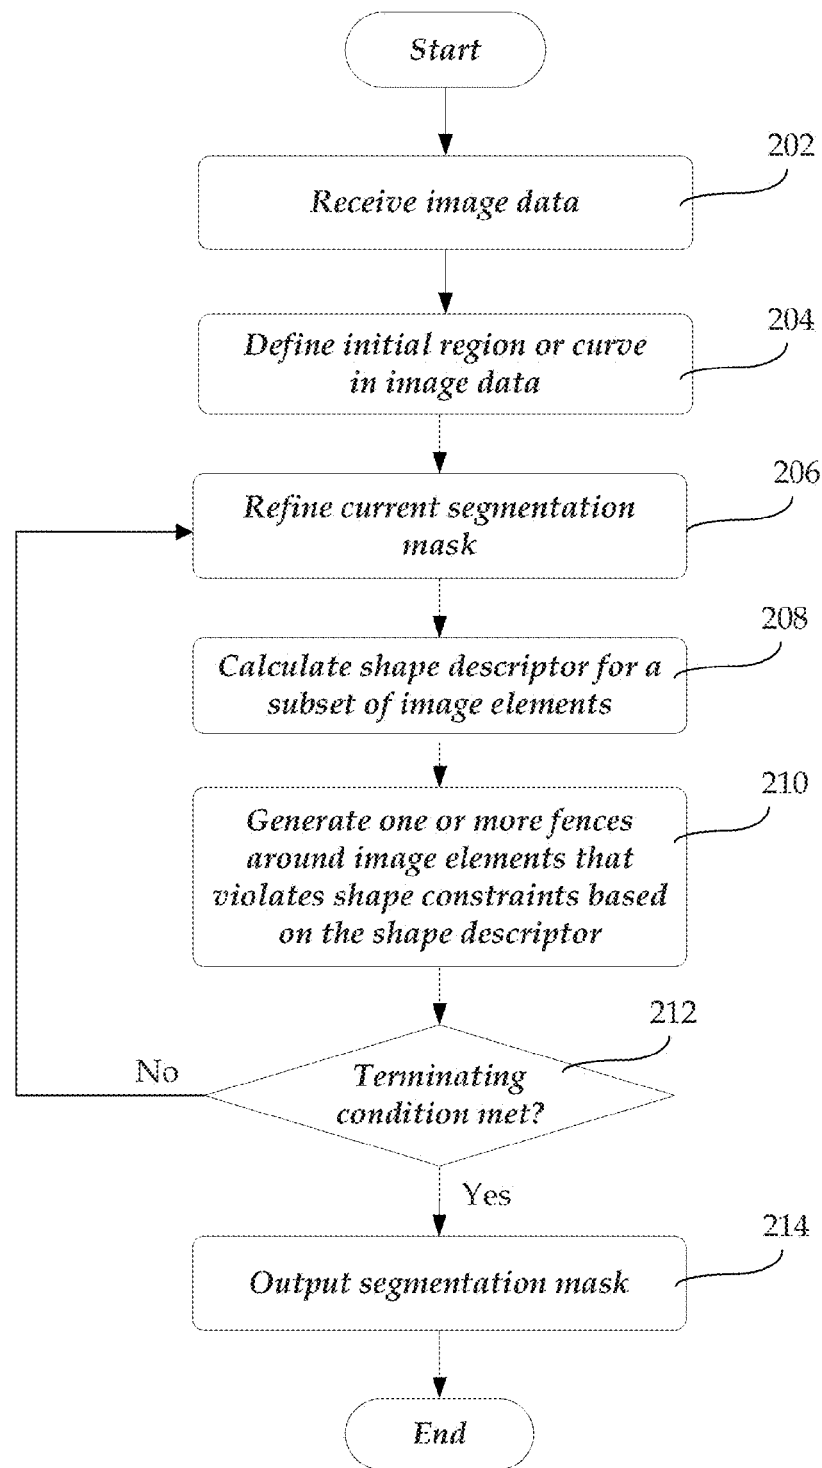 Start
202
Receive image data
204
Define initial region or curve
in image data
206
Refine current segmentation
mask
208
Calculate shape descriptor for a
subset of image elements
210
Generate one or more fences
around image elements that
violates shape constraints based
on the shape descriptor
212
No
Terminating
condition met?
Yes
214
Output segmentation mask
End